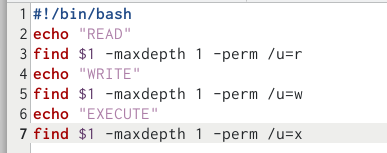 1 #!/bin/bash
2 echo "READ"
3 find $1 -maxdepth 1 -perm /u=r
4 echo "WRITE"
5 find $1 -maxdepth 1 -perm /u=w
6 echo "EXECUTE"
7 find $1 -maxdepth 1 -perm /u=x